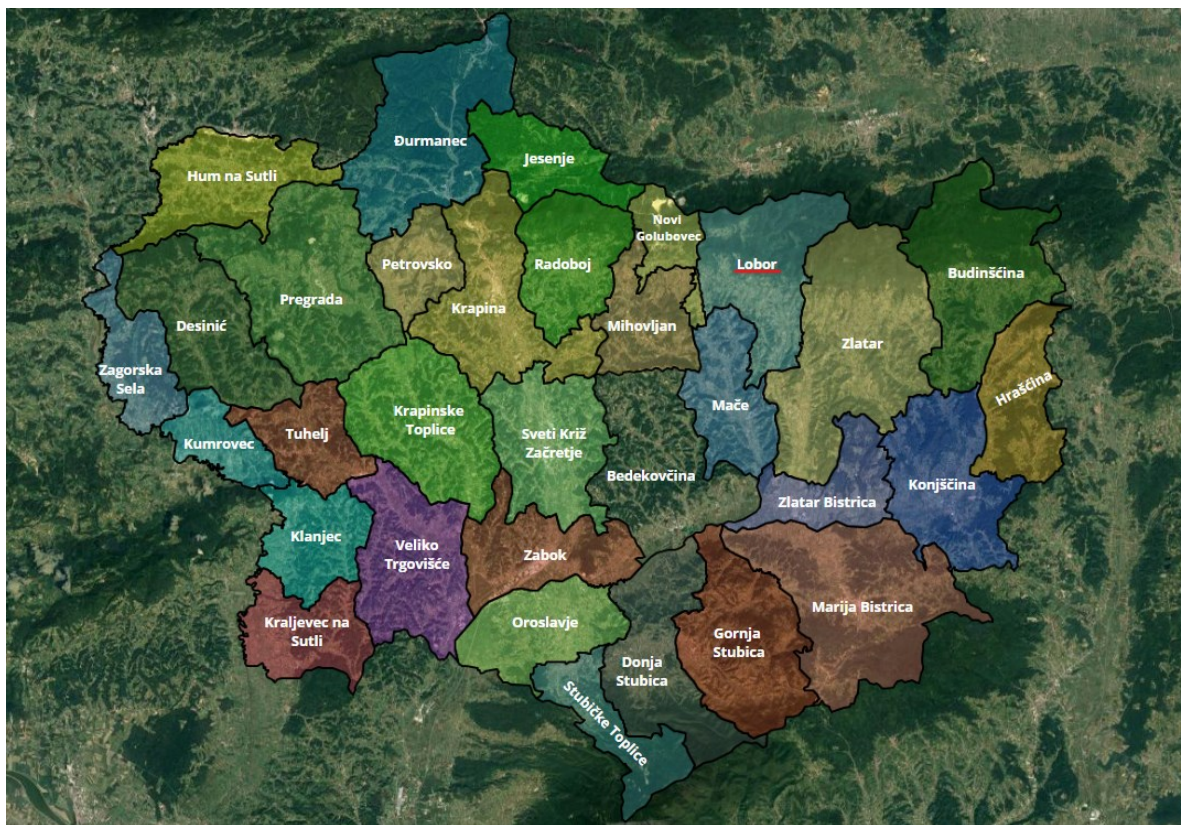 Đurmanec
Jesenje
Hum na Sutli
Novi
Golubovec
Petrovsko
Radoboj
Lobor
Budinšćina
Pregrada
Krapina
Desinić
Mihovljan
Zlatar
Zagorska
Sela
Hrašćina
Mače
Krapinske
Toplice
Tuhelj
Kumrovec
Sveti Križ
Začretje
Bedekovčina
Konjščina
Zlatar Bistrica
Klanjec
Veliko
Trgovišće
Zabok
Marija Bistrica
Kraljevec na
Sutli
Oroslavje
Gornja
Stubica
Donja
Stubica
Stubičke Toplice